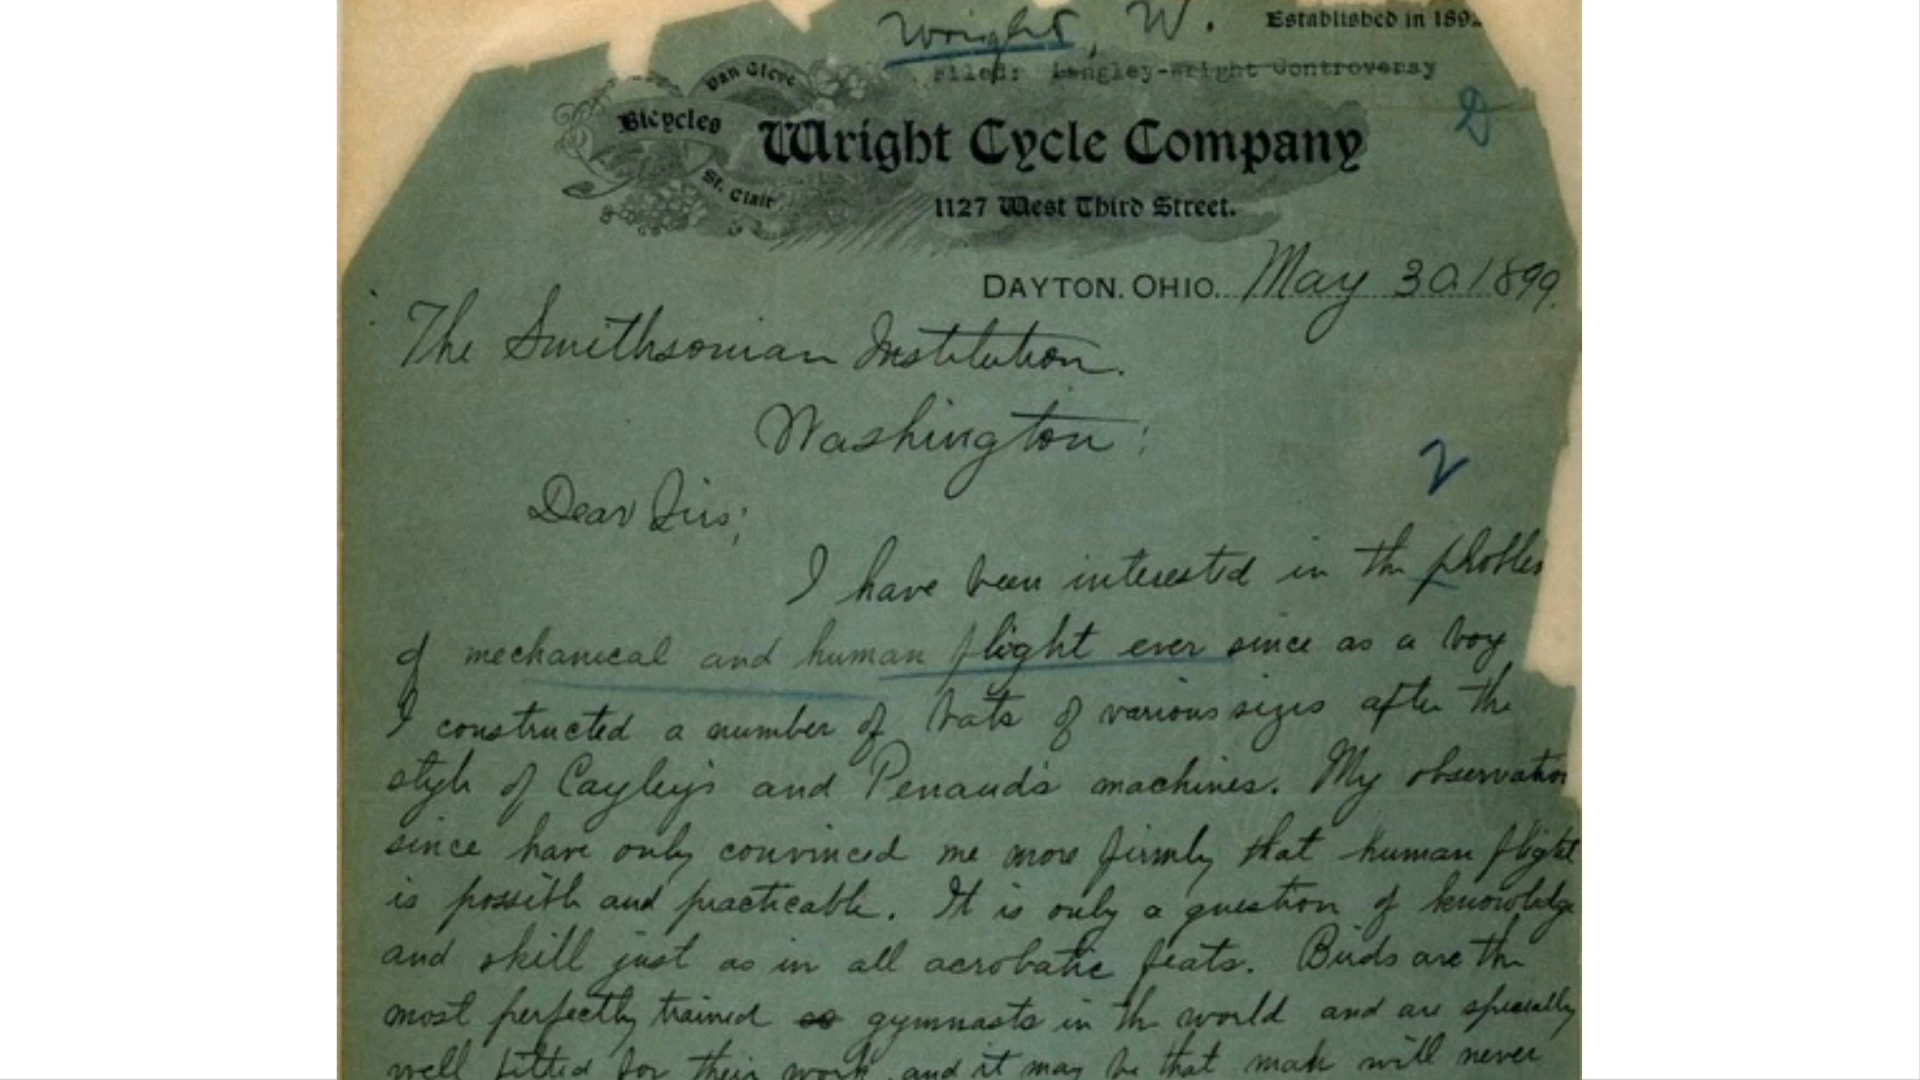 Wright, W.
Established in 189
Filed: Langley-Wright Controversy
D
Van Cleve
Bicycles
St. Clair
Wright Cycle Company
1127 West Third Street.
DAYTON, OHIO. May 30, 1899.
The Smithsonian Institution.
Washington;
2
Dear Sirs;
I have been interested in the problem
of mechanical and human flight ever since as a boy
I constructed a number of bats of various sizes after the
style of Cayley's and Penaud's machines. My observation
since have only convinced me more firmly that human flight
is possible and practicable. It is only a question of knowledge
and skill just as in all acrobatic feats. Birds are the
most perfectly trained gymnasts in the world and are specially
well fitted for their work, and it may be that man will never